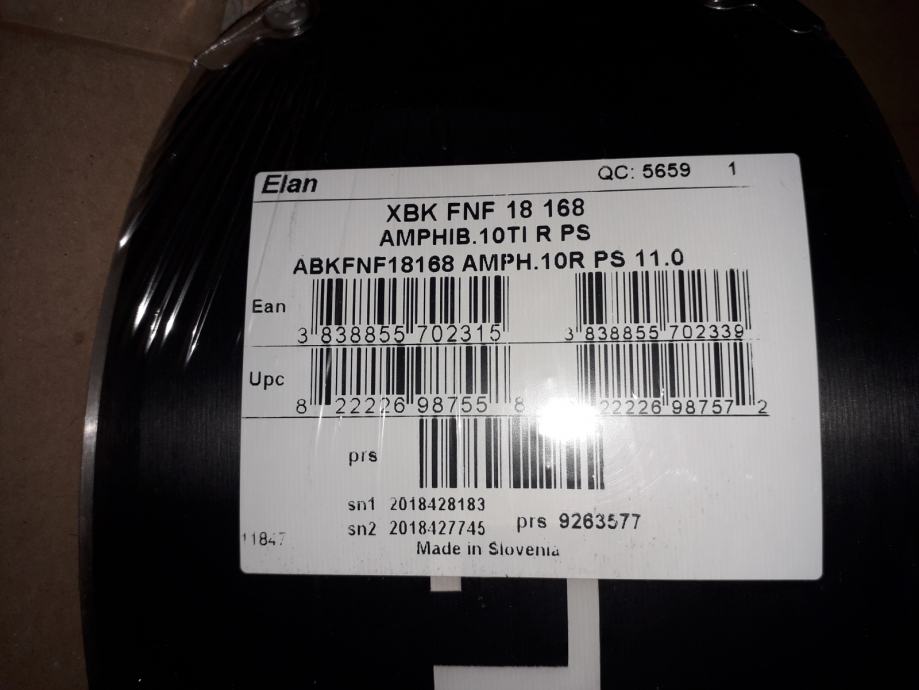 Elan QC: 5659 1
XBK FNF 18 168
AMPHIB.10TI R PS
ABKFNF18168 AMPH.10R PS 11.0
Ean
3 838855 702315 3 838855 702339
Upc
8 22226 98755 8 22226 98757 2
prs
sn1 2018428183
sn2 2018427745 prs 9263577
11847
Made in Slovenia